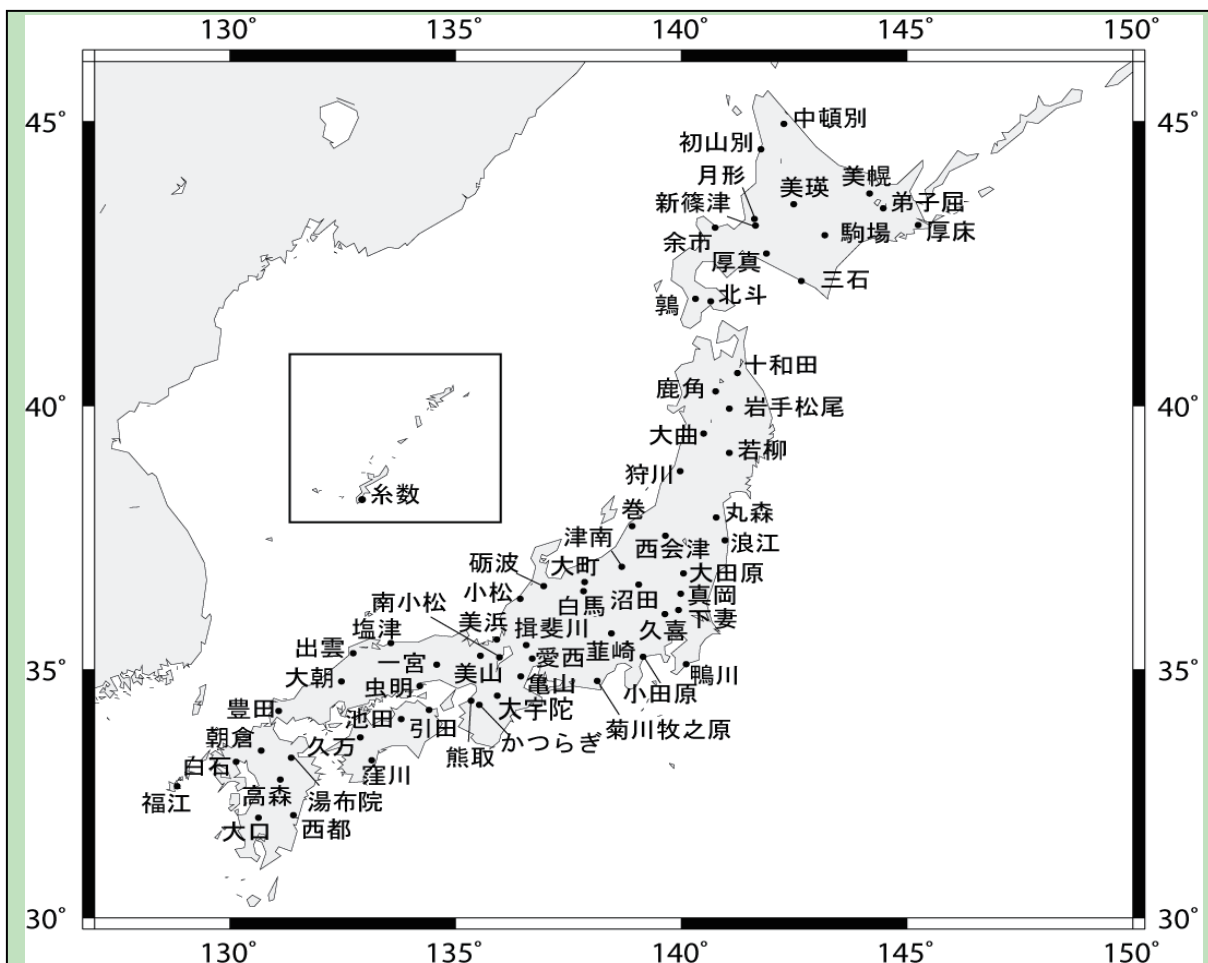 130°
135°
140°
145°
150°
45°
45°
中頓別
初山別
月形
美瑛
美幌
新篠津
弟子屈
余市
駒場
厚床
厚真
三石
鶉
北斗
十和田
鹿角
40°
40°
岩手松尾
大曲
若柳
狩川
糸数
巻
丸森
津南
西会津
浪江
砺波
大町
大田原
小松
白馬
沼田
真岡
南小松
下妻
塩津
美浜
揖斐川
久喜
出雲
一宮
愛西
韮崎
35°
35°
大朝
虫明
美山
亀山
小田原
鴨川
豊田
池田
引田
大宇陀
菊川牧之原
朝倉
久万
熊取
かつらぎ
白石
窪川
福江
高森
湯布院
大口
西都
30°
30°
130°
135°
140°
145°
150°